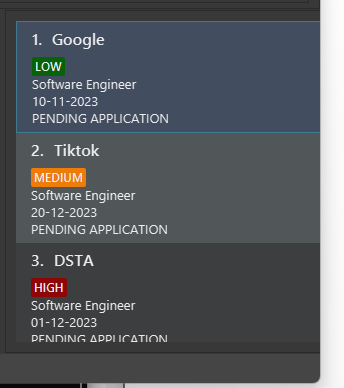 1. Google
LOW
Software Engineer
10-11-2023
PENDING APPLICATION
2. Tiktok
MEDIUM
Software Engineer
20-12-2023
PENDING APPLICATION
3. DSTA
HIGH
Software Engineer
01-12-2023
PENDING APPLICATION